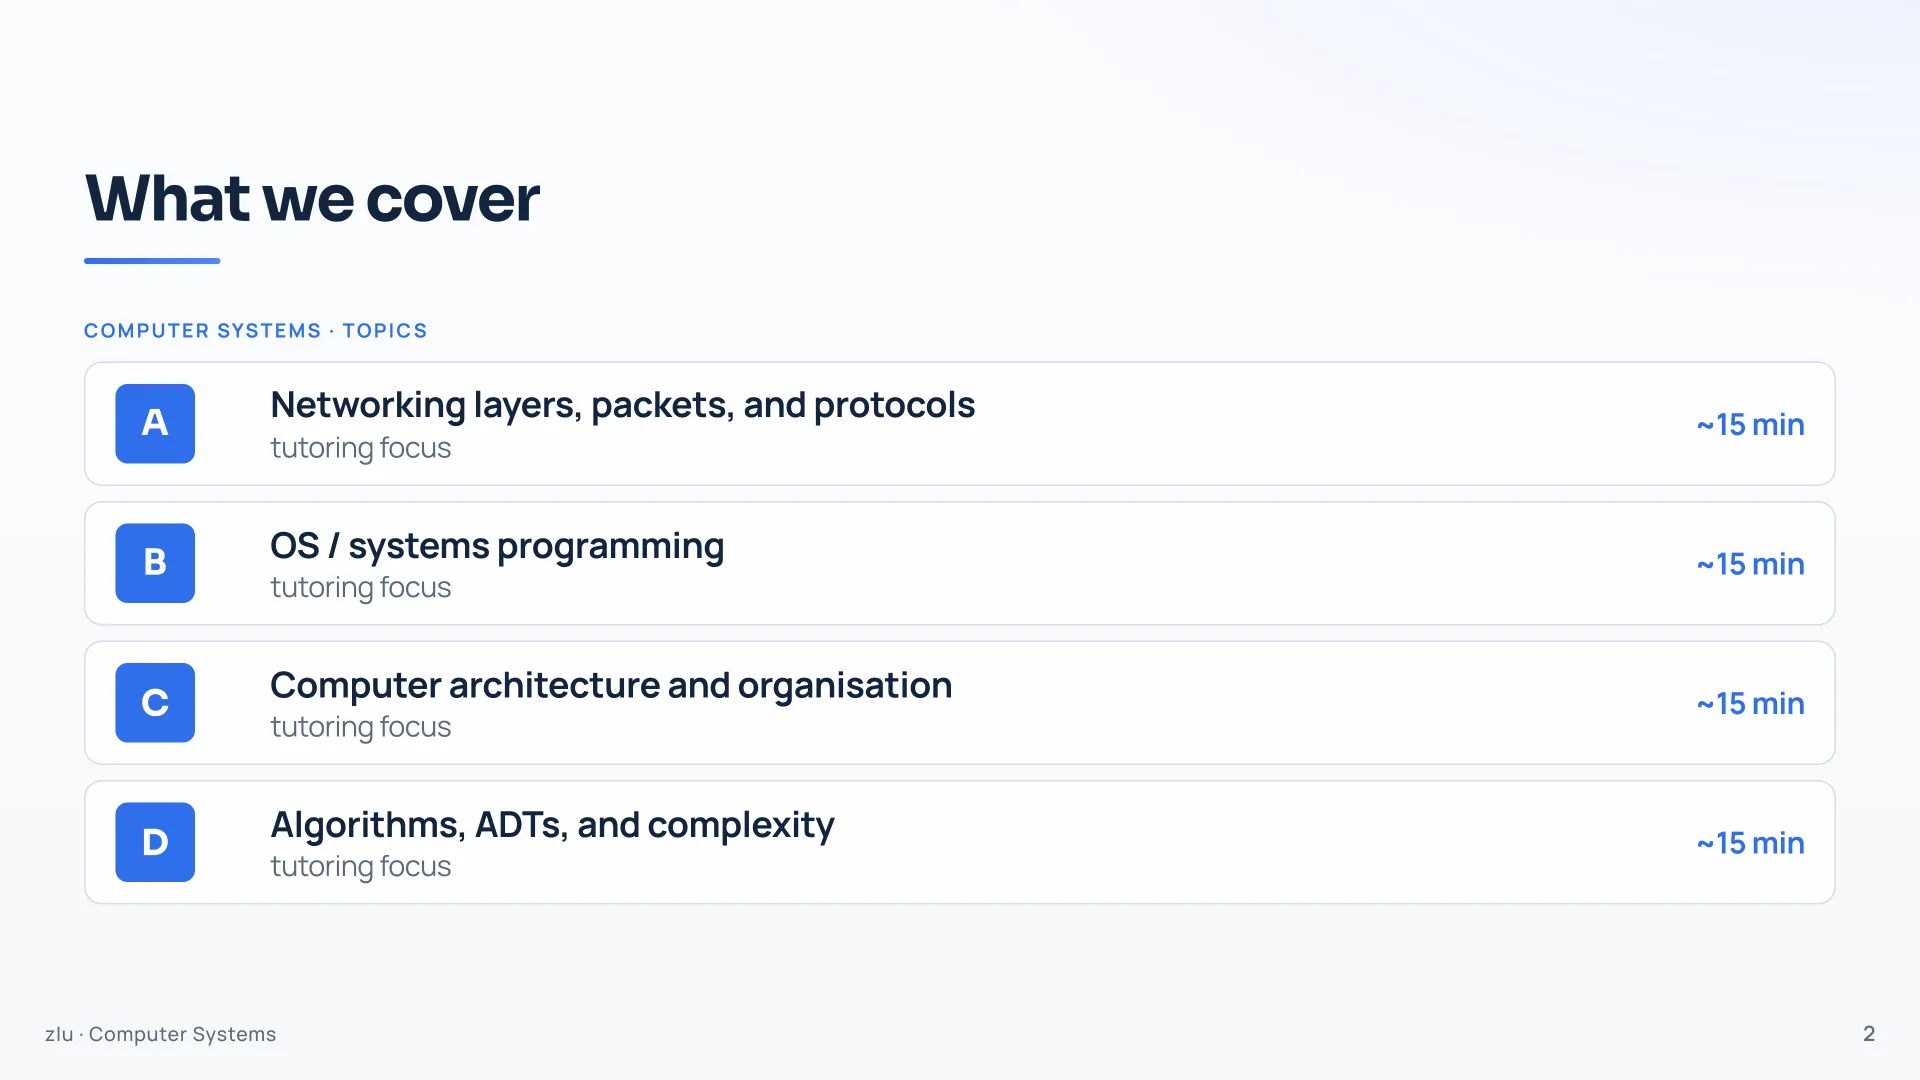 What we cover
COMPUTER SYSTEMS · TOPICS
A
Networking layers, packets, and protocols
tutoring focus
~15 min
B
OS / systems programming
tutoring focus
~15 min
C
Computer architecture and organisation
tutoring focus
~15 min
D
Algorithms, ADTs, and complexity
tutoring focus
~15 min
zlu · Computer Systems
2